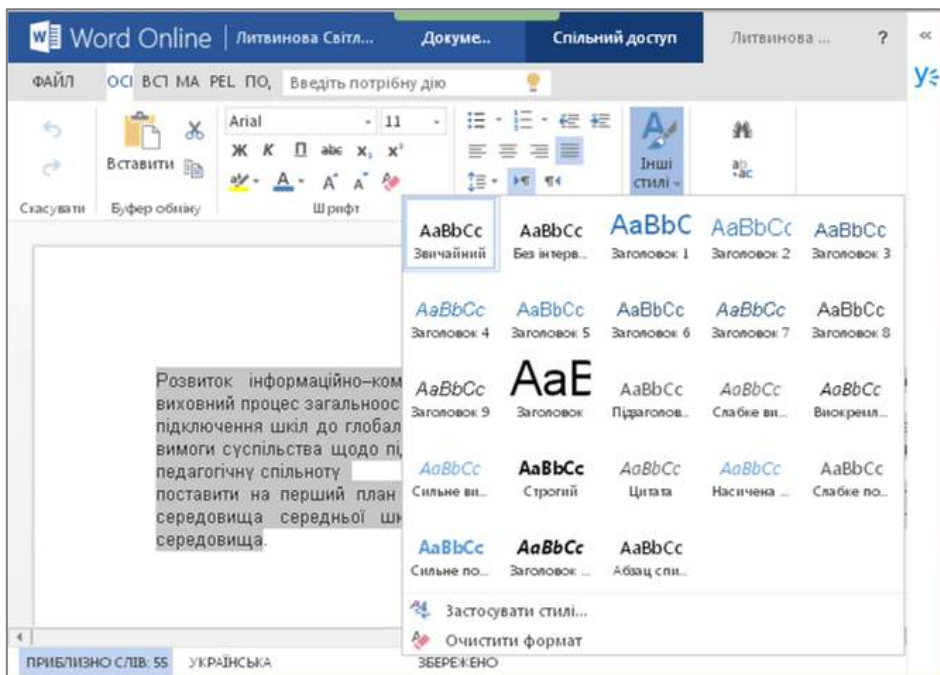 Word Online | Литвинова Світл... Докуме... Спільний доступ Литвинова ... ?
ФАЙЛ ОСІ ВСТ МА PEL ПО, Введіть потрібну дію
Arial 11
Вставити Ж К П abc x₂ x² Інші стилі
Скасувати Буфер обміну Шрифт
AaBbCc AaBbCc AaBbC AaBbCc AaBbCc
Звичайний Без інтерв... Заголовок 1 Заголовок 2 Заголовок 3
AaBbCc AaBbCc AaBbCc AaBbCc AaBbCc
Заголовок 4 Заголовок 5 Заголовок 6 Заголовок 7 Заголовок 8
AaBbCc AaE AaBbCc AaBbCc AaBbCc
Заголовок 9 Заголовок Підзаголов... Слабке ви... Виокремл...
AaBbCc AaBbCc AaBbCc AaBbCc AaBbCc
Сильне ви... Строгий Цитата Насичена ... Слабке по...
AaBbCc AaBbCc AaBbCc
Сильне по... Заголовок ... Абзац спи...
Застосувати стилі...
Очистити формат
Розвиток інформаційно–ком
виховний процес загальноос
підключення шкіл до глобал
вимоги суспільства щодо пі
педагогічну спільноту
поставити на перший план
середовища середньої шк
середовища.
ПРИБЛИЗНО СЛІВ: 55 УКРАЇНСЬКА ЗБЕРЕЖЕНО